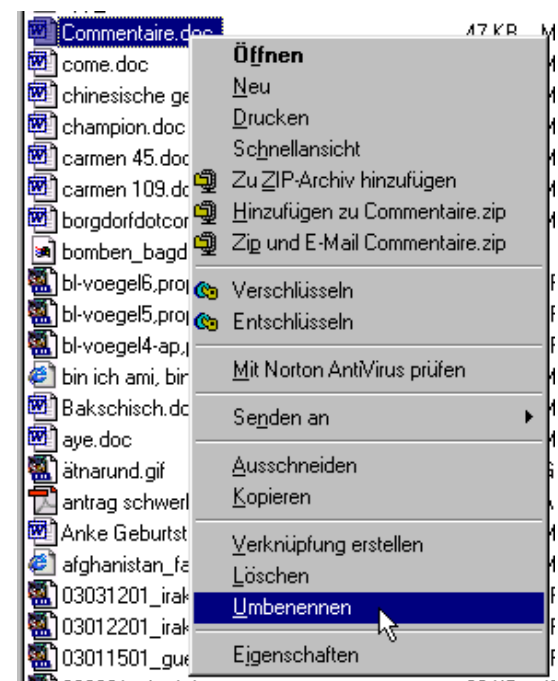 Commentaire.doc 47 KB
come.doc
chinesische ge
champion.doc
carmen 45.doc
carmen 109.do
borgdorfdotcor
bomben_bagd
bl-voegel6,pro
bl-voegel5,pro
bl-voegel4-ap,
bin ich ami, bir
Bakschisch.dc
aye.doc
ätnarund.gif
antrag schwerl
Anke Geburtst
afghanistan_fa
03031201_irak
03012201_irak
03011501_gue
Öffnen
Neu
Drucken
Schnellansicht
Zu ZIP-Archiv hinzufügen
Hinzufügen zu Commentaire.zip
Zip und E-Mail Commentaire.zip
Verschlüsseln
Entschlüsseln
Mit Norton AntiVirus prüfen
Senden an
Ausschneiden
Kopieren
Verknüpfung erstellen
Löschen
Umbenennen
Eigenschaften